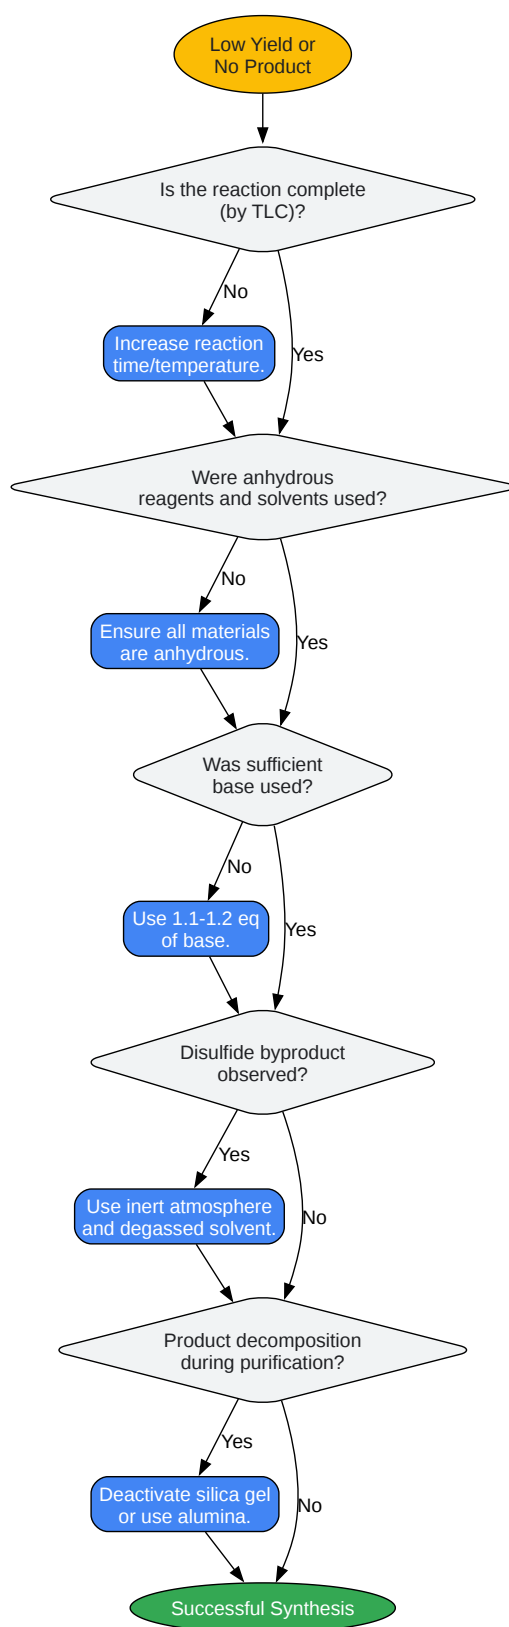 Low Yield or
No Product
Is the reaction complete
(by TLC)?
No
Increase reaction
time/temperature.
Yes
Were anhydrous
reagents and solvents used?
No
Ensure all materials
are anhydrous.
Yes
Was sufficient
base used?
No
Use 1.1-1.2 eq
of base.
Yes
Disulfide byproduct
observed?
Yes
Use inert atmosphere
and degassed solvent.
No
Product decomposition
during purification?
Yes
Deactivate silica gel
or use alumina.
No
Successful Synthesis